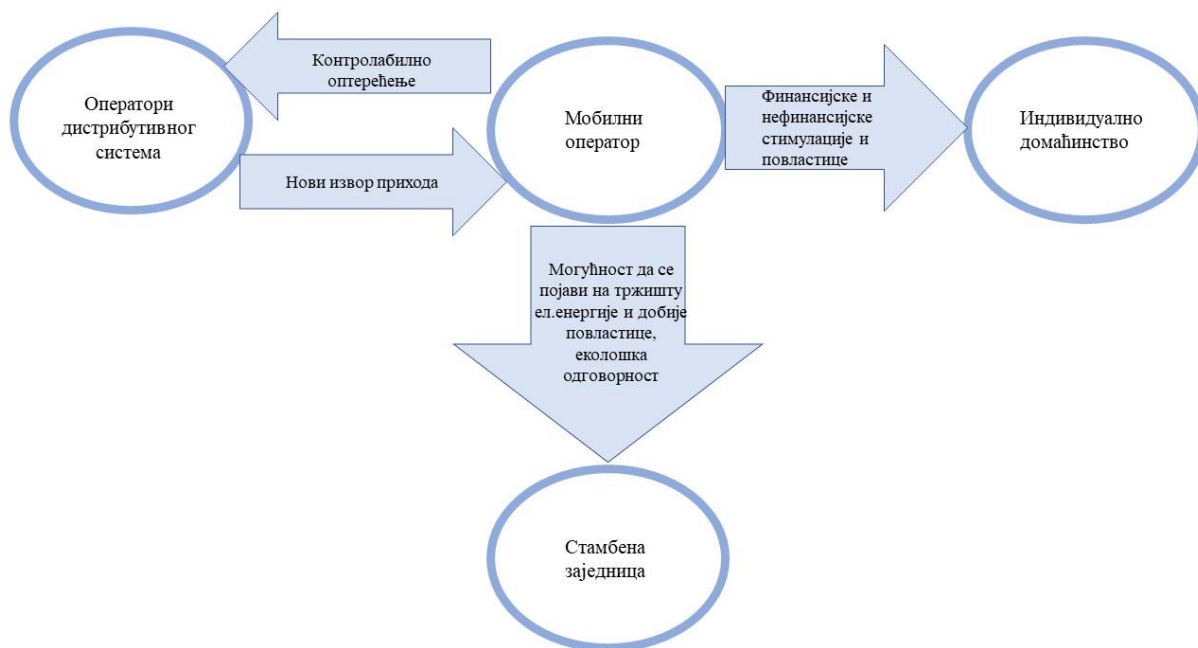 Оператори
дистрибутивног
система
Контролабилно
оптерећење
Нови извор прихода
Мобилни
оператор
Финансијске и
нефинансијске
стимулације и
повластице
Индивидуално
домаћинство
Могућност да се
појави на тржишту
ел.енергије и добије
повластице,
еколошка
одговорност
Стамбена
заједница